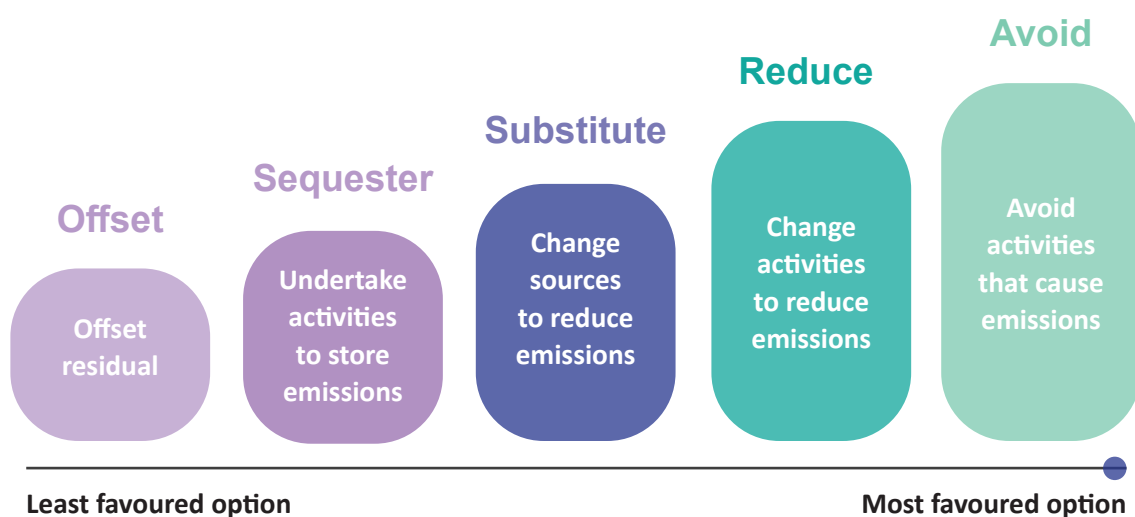 Offset
Offset
residual
Sequester
Undertake
activities
to store
emissions
Substitute
Change
sources
to reduce
emissions
Reduce
Change
activities
to reduce
emissions
Avoid
Avoid
activities
that cause
emissions
Least favoured option
Most favoured option